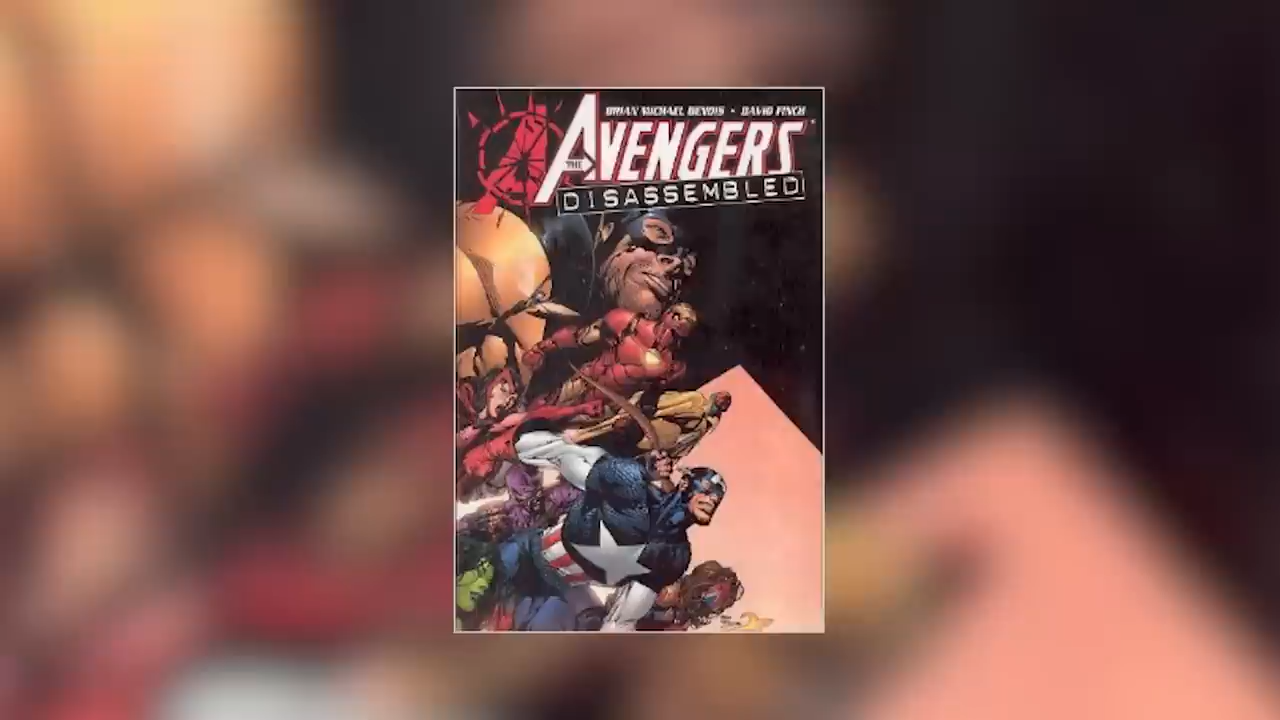 BRIAN MICHAEL BENDIS • DAVID FINCH
THE AVENGERS
DISASSEMBLED